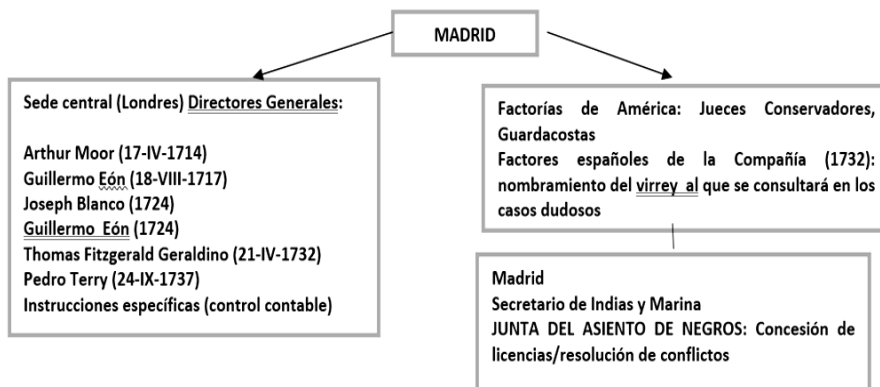 MADRID
Sede central (Londres) Directores Generales:
Arthur Moor (17-IV-1714)
Guillermo Eón (18-VIII-1717)
Joseph Blanco (1724)
Guillermo Eón (1724)
Thomas Fitzgerald Geraldino (21-IV-1732)
Pedro Terry (24-IX-1737)
Instrucciones específicas (control contable)
Factorías de América: Jueces Conservadores,
Guardacostas
Factores españoles de la Compañía (1732):
nombramiento del virrey al que se consultará en los
casos dudosos
Madrid
Secretario de Indias y Marina
JUNTA DEL ASIENTO DE NEGROS: Concesión de
licencias/resolución de conflictos